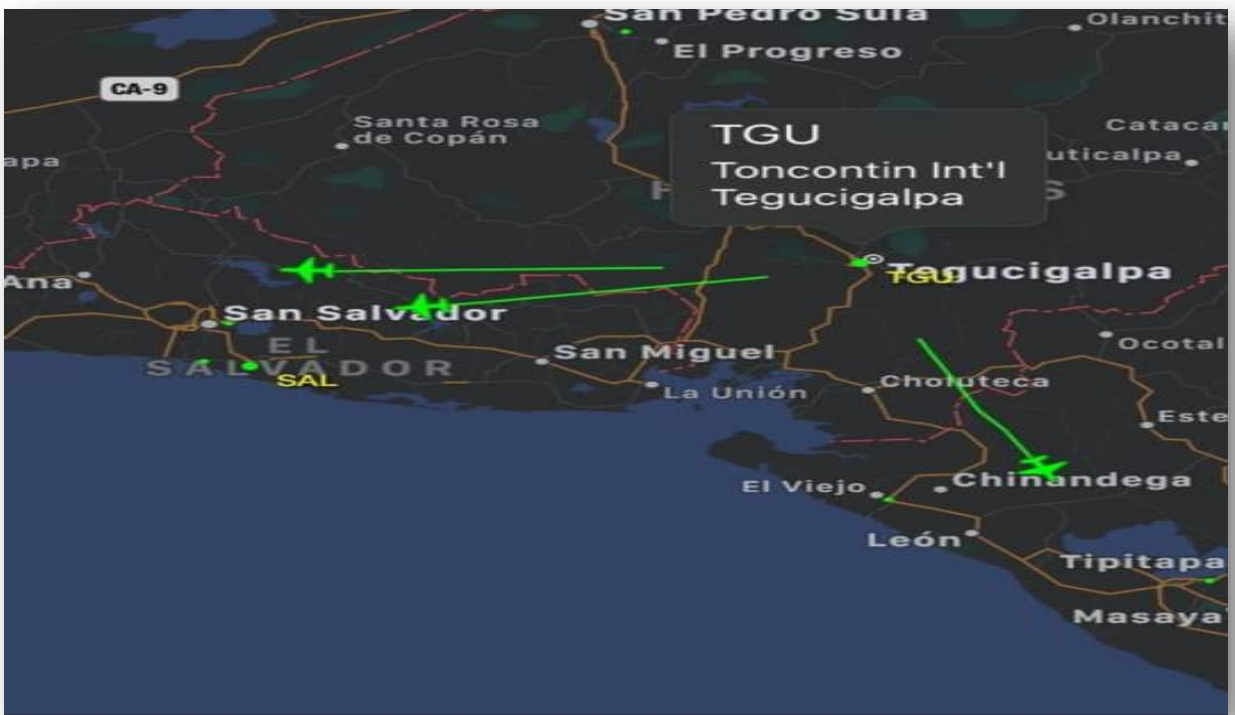 San Pedro Sula
Olanchit
El Progreso
CA-9
Santa Rosa
de Copán
TGU
Toncontin Int'l
Tegucigalpa
Catacar
uticalpa
apa
H
S
Tegucigalpa
TGU
Ana
San Salvador
EL
SALVADOR
SAL
San Miguel
La Unión
Choluteca
Ocotal
Este
El Viejo
Chinandega
León
Tipitapa
Masaya